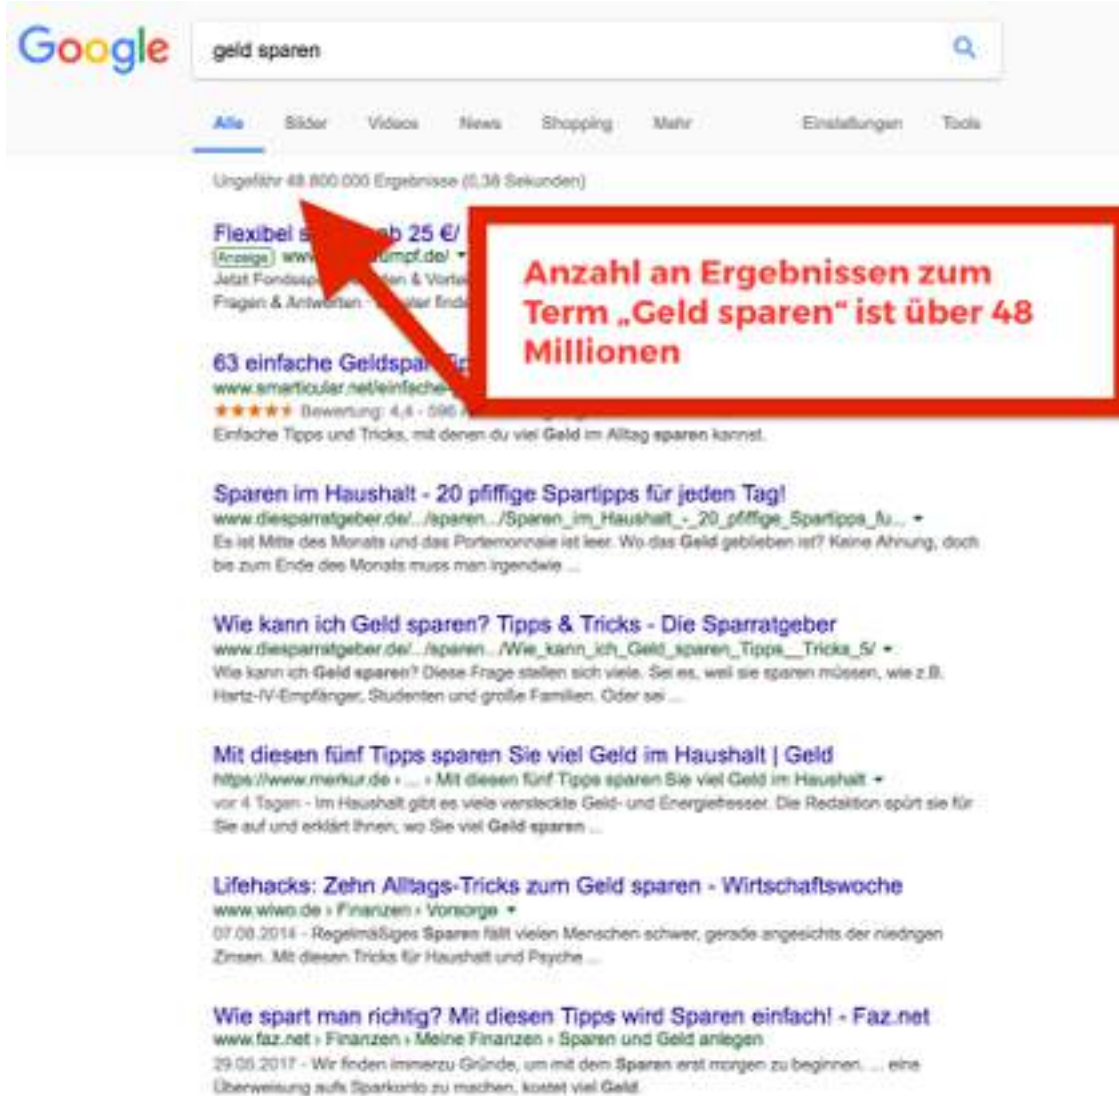 Google
geld sparen
Alle Bilder Videos News Shopping Mehr Einstellungen Tools
Ungefähr 48.800.000 Ergebnisse (0,38 Sekunden)
Flexibel ab 25 €/
Anzeige
Jetzt
Fragen & Antworten
Anzahl an Ergebnissen zum
Term „Geld sparen“ ist über 48
Millionen
63 einfache
www.smarticular.net/einfache-
Bewertung: 4,4 - 596
Einfache Tipps und Tricks, mit denen du viel Geld im Alltag sparen kannst.
Sparen im Haushalt - 20 pfiffige Spartipps für jeden Tag!
www.diesparratgeber.de/.../sparen.../Sparen_im_Haushalt_-_20_pfiffige_Spartipps_fu...
Es ist Mitte des Monats und das Portemonnaie ist leer. Wo das Geld geblieben ist? Keine Ahnung, doch
bis zum Ende des Monats muss man irgendwie ...
Wie kann ich Geld sparen? Tipps & Tricks - Die Sparratgeber
www.diesparratgeber.de/.../sparen.../Wie_kann_ich_Geld_sparen_Tipps__Tricks_5/
Wie kann ich Geld sparen? Diese Frage stellen sich viele. Sei es, weil sie sparen müssen, wie z.B.
Hartz-IV-Empfänger, Studenten und große Familien. Oder sei ...
Mit diesen fünf Tipps sparen Sie viel Geld im Haushalt | Geld
https://www.merkur.de › ... › Mit diesen fünf Tipps sparen Sie viel Geld im Haushalt
vor 4 Tagen - Im Haushalt gibt es viele versteckte Geld- und Energiefresser. Die Redaktion spürt sie für
Sie auf und erklärt Ihnen, wo Sie viel Geld sparen ...
Lifehacks: Zehn Alltags-Tricks zum Geld sparen - Wirtschaftswoche
www.wiwo.de › Finanzen › Vorsorge
07.08.2014 - Regelmäßiges Sparen fällt vielen Menschen schwer, gerade angesichts der niedrigen
Zinsen. Mit diesen Tricks für Haushalt und Psyche ...
Wie spart man richtig? Mit diesen Tipps wird Sparen einfach! - Faz.net
www.faz.net › Finanzen › Meine Finanzen › Sparen und Geld anlegen
29.05.2017 - Wir finden immerzu Gründe, um mit dem Sparen erst morgen zu beginnen. ... eine
Überweisung aufs Sparkonto zu machen, kostet viel Geld.